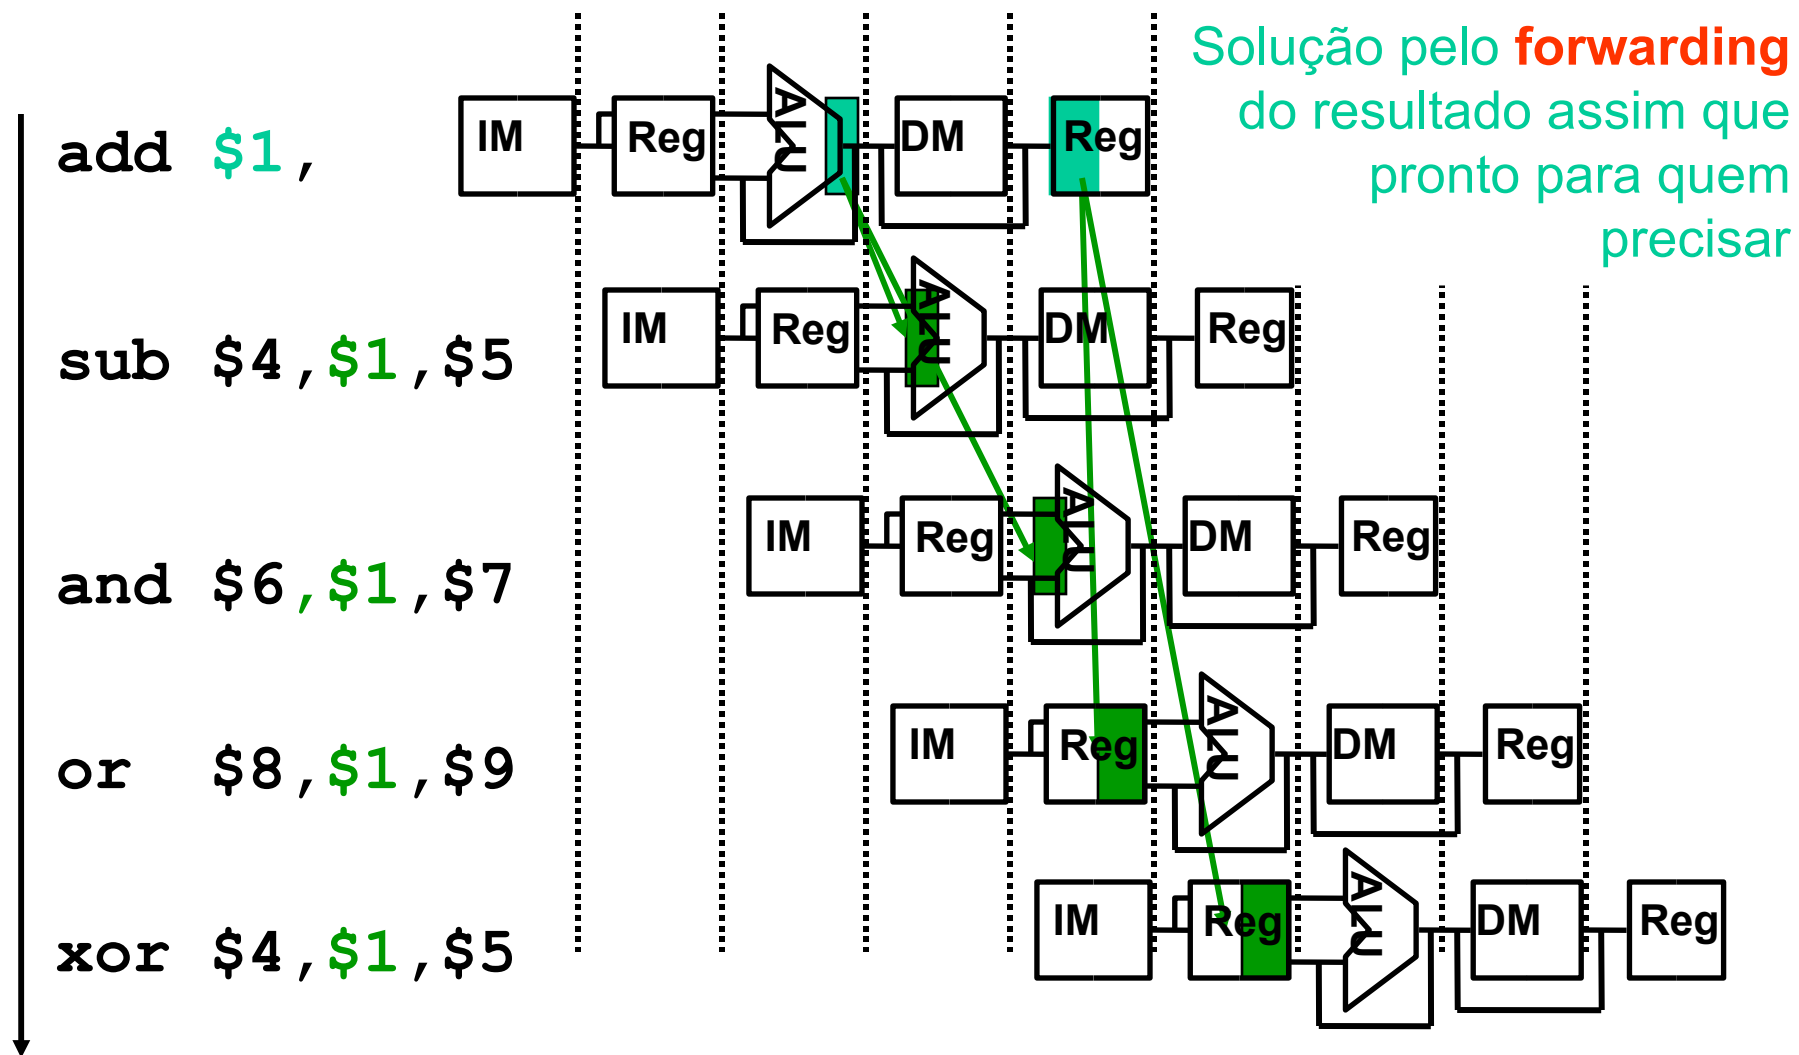 Solução pelo forwarding
do resultado assim que
pronto para quem
precisar
add $1,
IM Reg ALU DM Reg
sub $4,$1,$5
IM Reg ALU DM Reg
and $6,$1,$7
IM Reg ALU DM Reg
or $8,$1,$9
IM Reg ALU DM Reg
xor $4,$1,$5
IM Reg ALU DM Reg